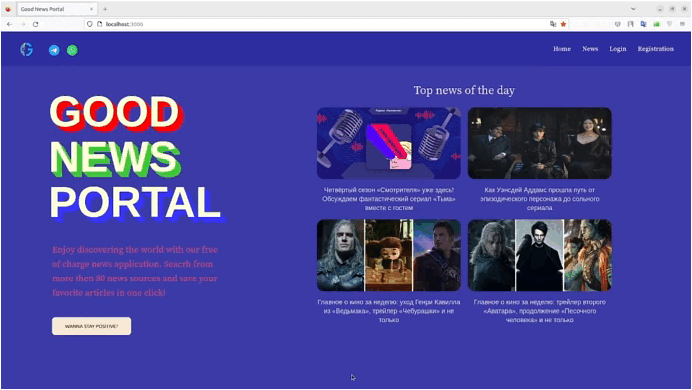 Good News Portal
localhost:3006
Home News Login Registration
GOOD
NEWS
PORTAL
Enjoy discovering the world with our free
of charge news application. Search from
more then 80 news sources and save your
favorite articles in one click!
WANNA STAY POSITIVE?
Top news of the day
Четвёртый сезон «Смотрителя» уже здесь!
Обсуждаем фантастический сериал «Тьма»
вместе с гостем
Как Уэнсдей Аддамс прошла путь от
эпизодического персонажа до сольного
сериала
Главное о кино за неделю: уход Генри Кавилла
из «Ведьмака», трейлер «Чебурашки» и не
только
Главное о кино за неделю: трейлер второго
«Аватара», продолжение «Песочного
человека» и не только